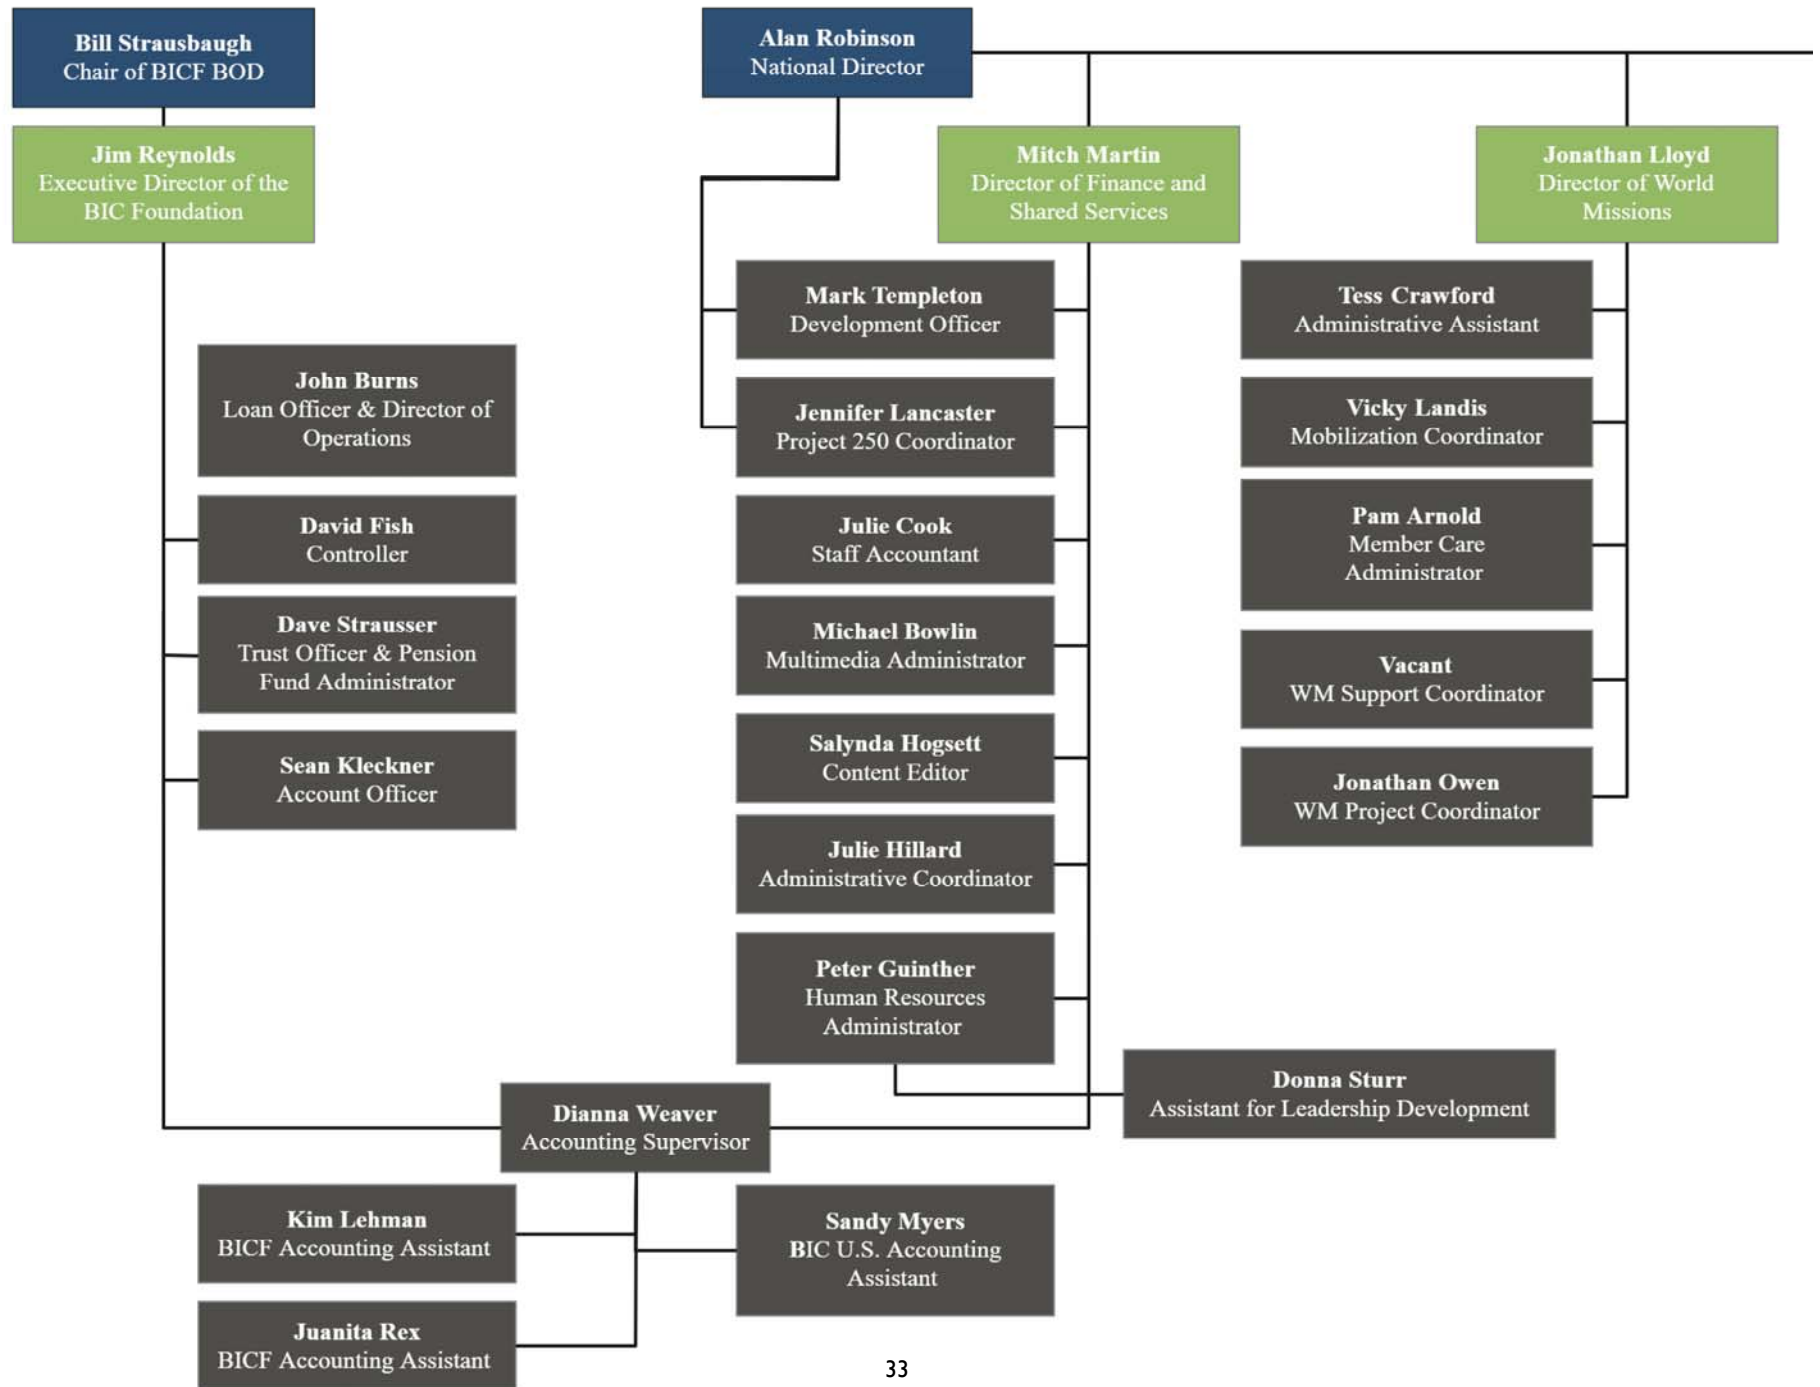 Bill Strausbaugh
Chair of BICF BOD
Jim Reynolds
Executive Director of the
BIC Foundation
John Burns
Loan Officer & Director of
Operations
David Fish
Controller
Dave Strausser
Trust Officer & Pension
Fund Administrator
Sean Kleckner
Account Officer
Alan Robinson
National Director
Mitch Martin
Director of Finance and
Shared Services
Mark Templeton
Development Officer
Jennifer Lancaster
Project 250 Coordinator
Julie Cook
Staff Accountant
Michael Bowlin
Multimedia Administrator
Salynda Hogsett
Content Editor
Julie Hillard
Administrative Coordinator
Peter Guinther
Human Resources
Administrator
Donna Sturr
Assistant for Leadership Development
Jonathan Lloyd
Director of World
Missions
Tess Crawford
Administrative Assistant
Vicky Landis
Mobilization Coordinator
Pam Arnold
Member Care
Administrator
Vacant
WM Support Coordinator
Jonathan Owen
WM Project Coordinator
Dianna Weaver
Accounting Supervisor
Kim Lehman
BICF Accounting Assistant
Juanita Rex
BICF Accounting Assistant
Sandy Myers
BIC U.S. Accounting
Assistant
33